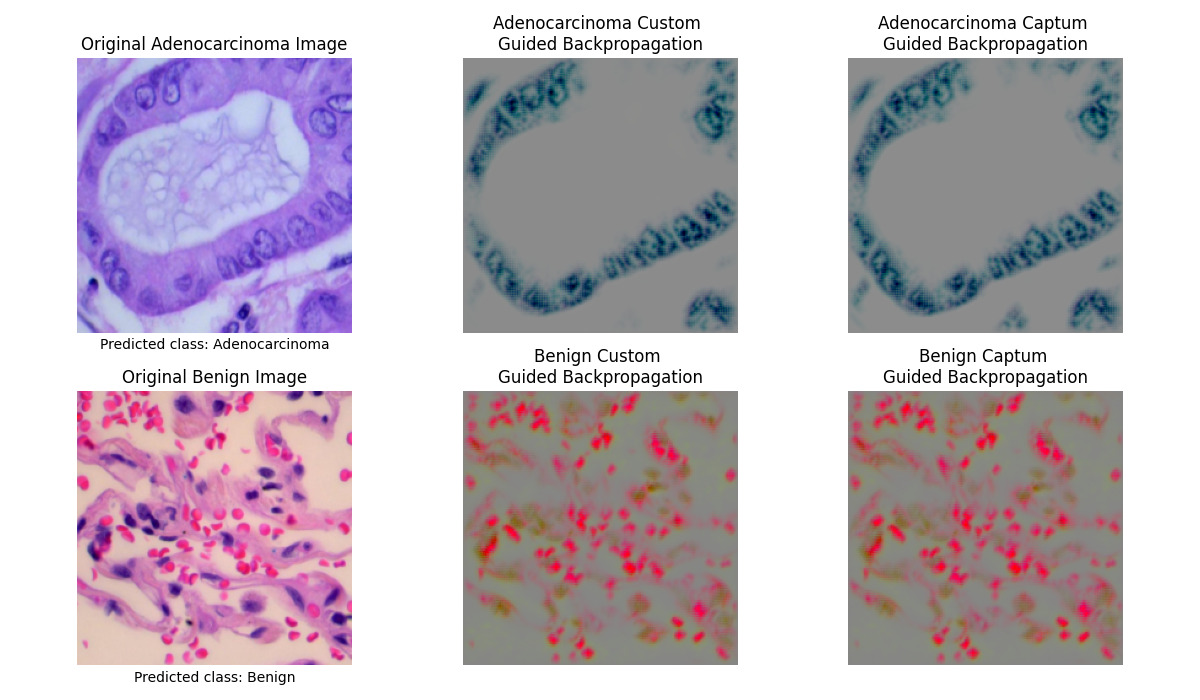 Original Adenocarcinoma Image
Adenocarcinoma Custom
Guided Backpropagation
Adenocarcinoma Captum
Guided Backpropagation
Predicted class: Adenocarcinoma
Original Benign Image
Benign Custom
Guided Backpropagation
Benign Captum
Guided Backpropagation
Predicted class: Benign